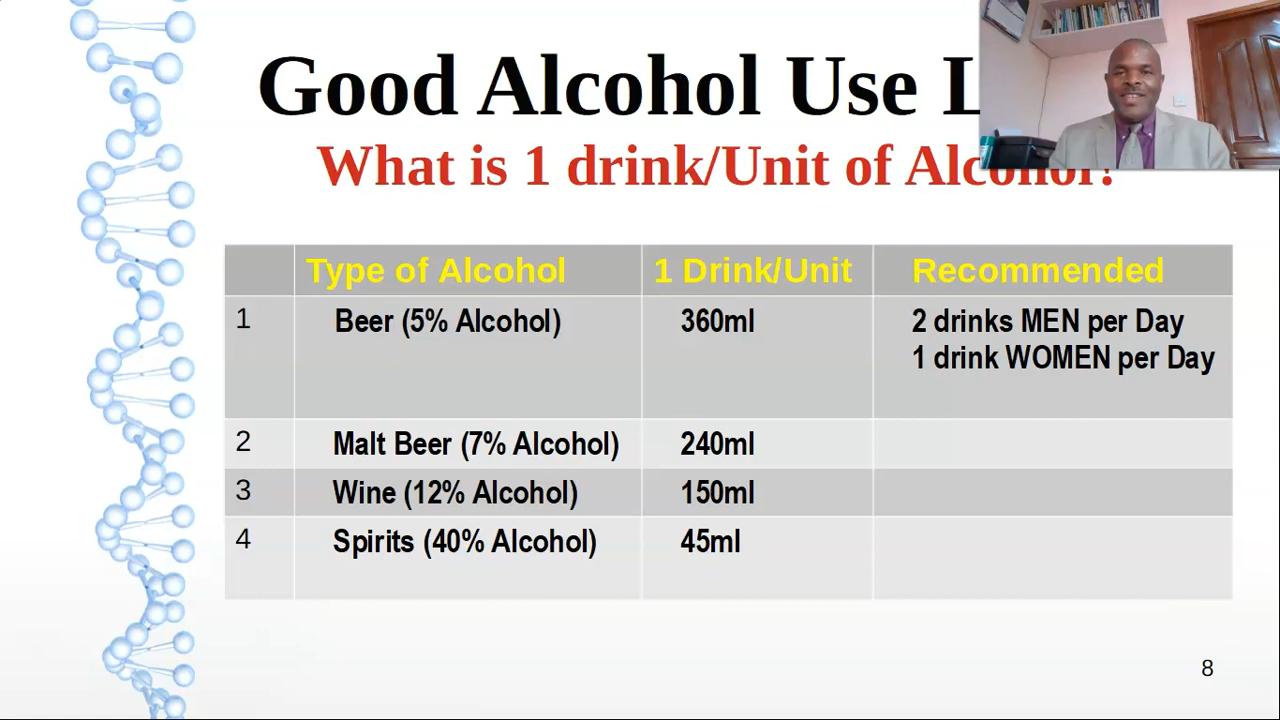 Good Alcohol Use
What is 1 drink/Unit of Alcohol?
Type of Alcohol 1 Drink/Unit Recommended
1 Beer (5% Alcohol) 360ml 2 drinks MEN per Day
1 drink WOMEN per Day
2 Malt Beer (7% Alcohol) 240ml
3 Wine (12% Alcohol) 150ml
4 Spirits (40% Alcohol) 45ml
8